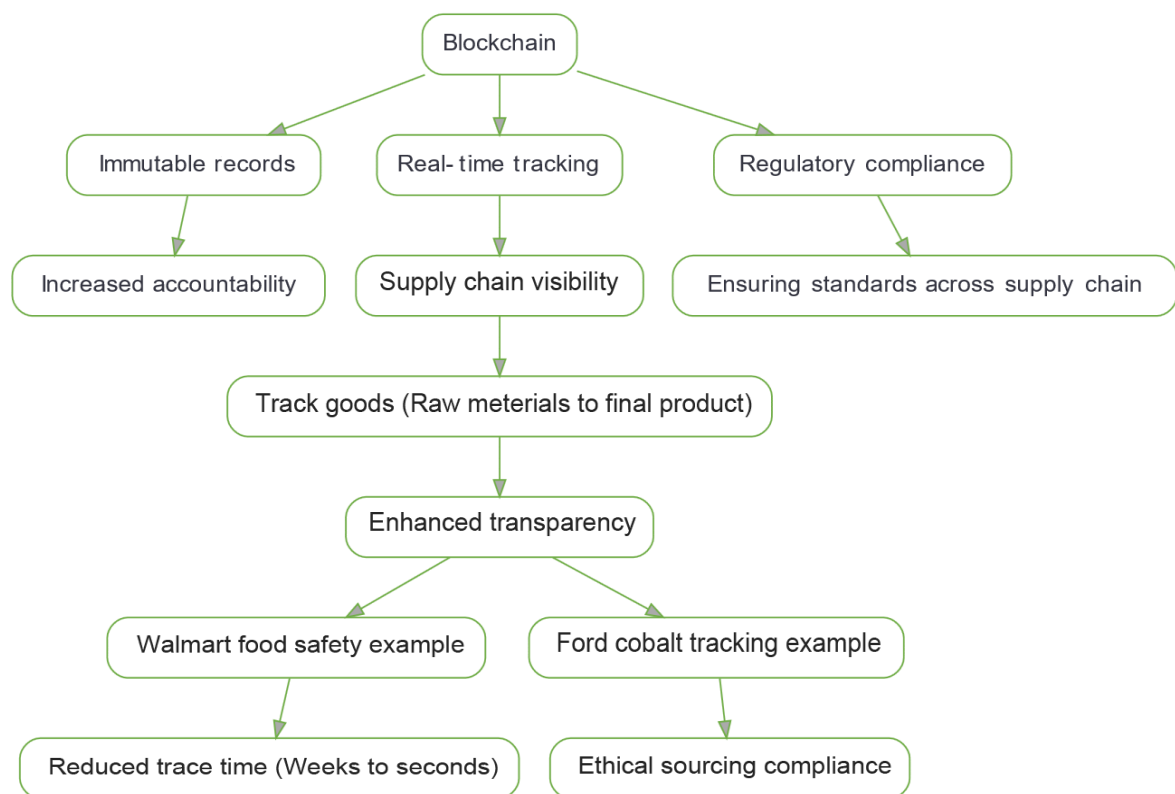 Blockchain
Immutable records
Real-time tracking
Regulatory compliance
Increased accountability
Supply chain visibility
Ensuring standards across supply chain
Track goods (Raw meterials to final product)
Enhanced transparency
Walmart food safety example
Ford cobalt tracking example
Reduced trace time (Weeks to seconds)
Ethical sourcing compliance